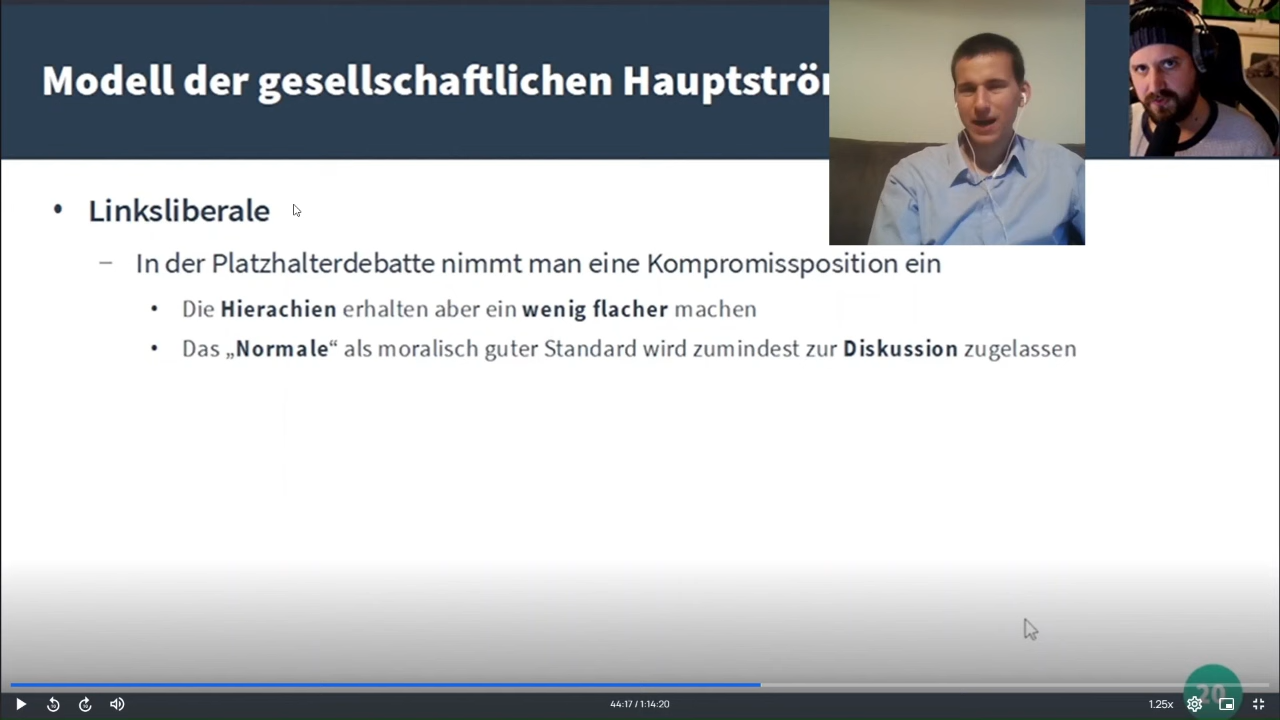 Modell der gesellschaftlichen Hauptströ
• Linksliberale
– In der Platzhalterdebatte nimmt man eine Kompromissposition ein
• Die Hierachien erhalten aber ein wenig flacher machen
• Das „Normale“ als moralisch guter Standard wird zumindest zur Diskussion zugelassen
20
44:17 / 1:14:20
1.25x